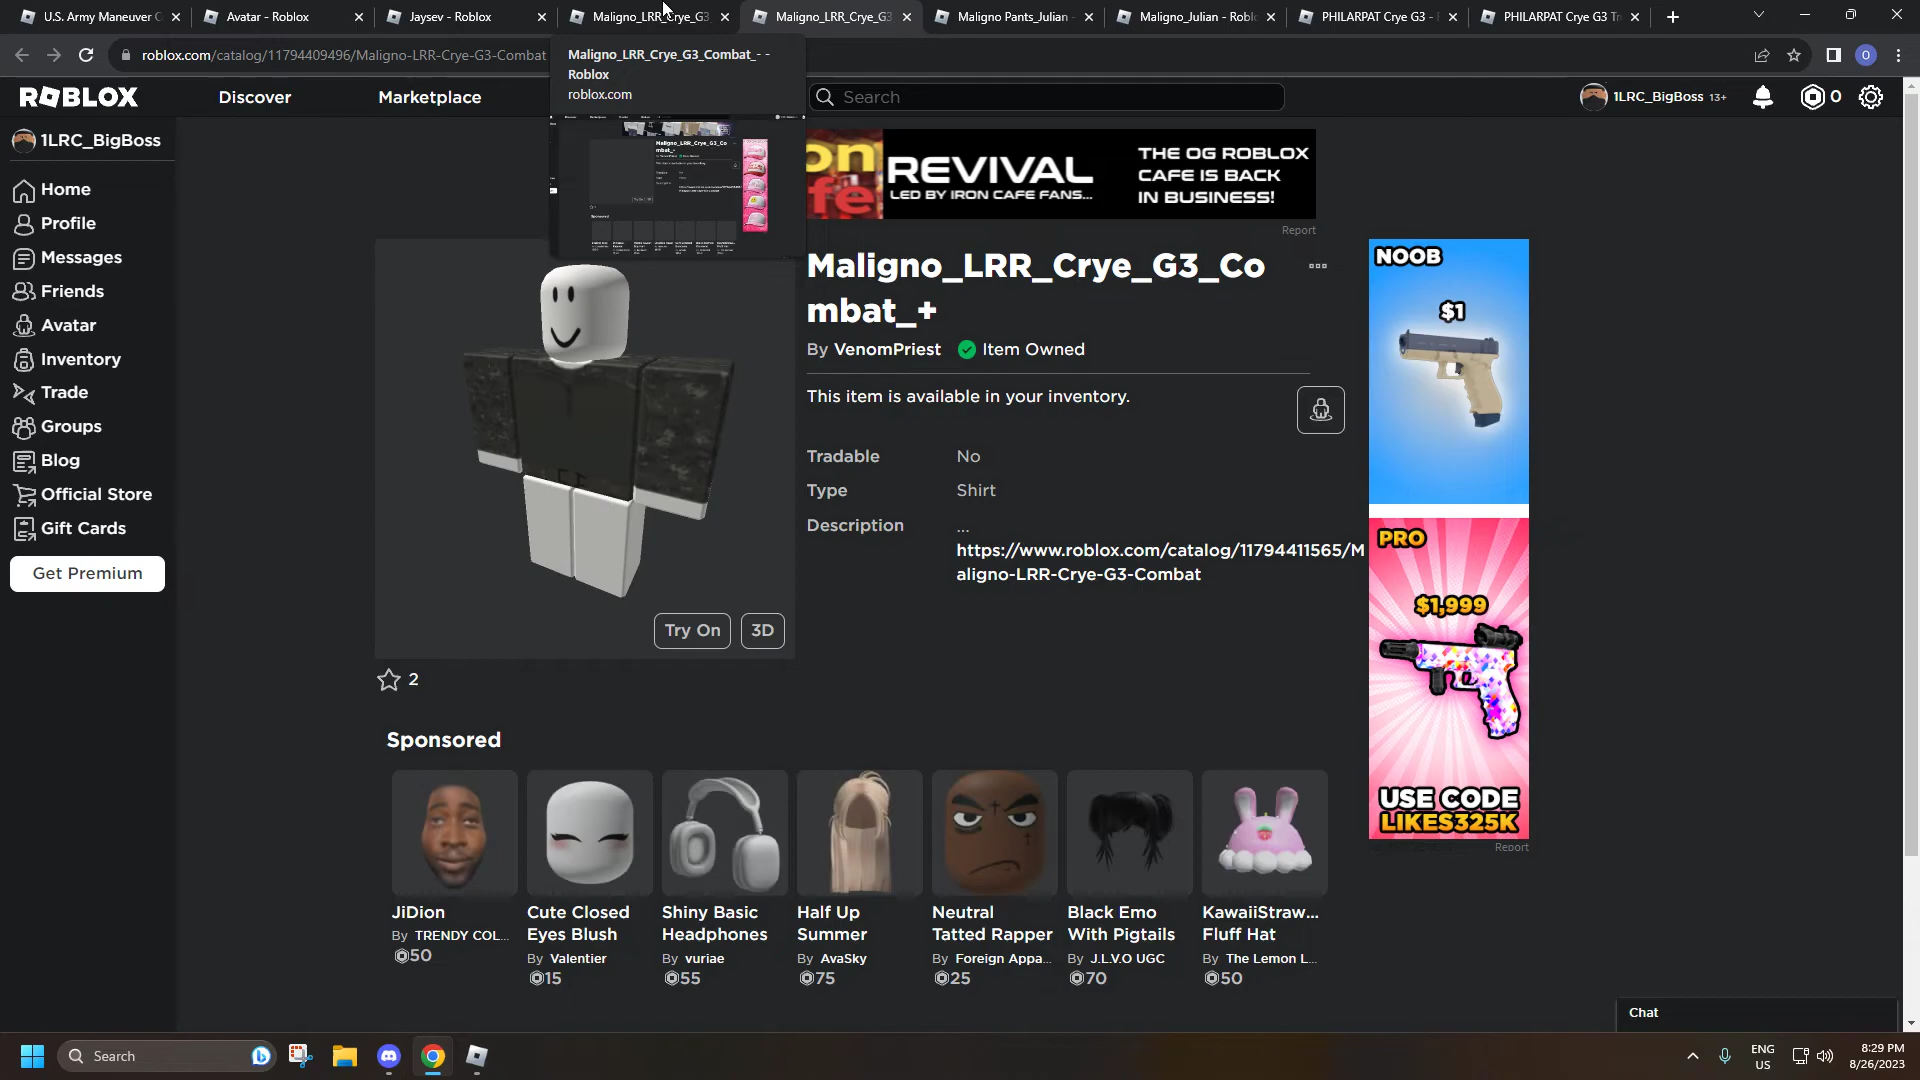 U.S. Army Maneuver C
Avatar - Roblox
Jaysev - Roblox
Maligno_LRR_Crye_G3
Maligno_LRR_Crye_G3
Maligno Pants_Julian -
Maligno_Julian - Robl
PHILARPAT Crye G3 -
PHILARPAT Crye G3 Tr
roblox.com/catalog/11794409496/Maligno-LRR-Crye-G3-Combat
O
Maligno_LRR_Crye_G3_Combat_- -
Roblox
roblox.com
Maligno_LRR_Crye_G3_Co
mbat_+
Sponsored
ROBLOX
Discover
Marketplace
Search
1LRC_BigBoss 13+
0
1LRC_BigBoss
Home
Profile
Messages
Friends
Avatar
Inventory
Trade
Groups
Blog
Official Store
Gift Cards
Get Premium
on
fe
REVIVAL
LED BY IRON CAFE FANS...
THE OG ROBLOX
CAFE IS BACK
IN BUSINESS!
Report
Maligno_LRR_Crye_G3_Co
mbat_+
By VenomPriest Item Owned
This item is available in your inventory.
Tradable No
Type Shirt
Description ...
https://www.roblox.com/catalog/11794411565/M
aligno-LRR-Crye-G3-Combat
Try On
3D
2
NOOB
$1
PRO
$1,999
USE CODE
LIKES325K
Report
Sponsored
JiDion
By TRENDY COL...
50
Cute Closed
Eyes Blush
By Valentier
15
Shiny Basic
Headphones
By vuriae
55
Half Up
Summer
By AvaSky
75
Neutral
Tatted Rapper
By Foreign Appa...
25
Black Emo
With Pigtails
By J.L.V.O UGC
70
KawaiiStraw...
Fluff Hat
By The Lemon L...
50
Chat
Search
ENG
US
8:29 PM
8/26/2023